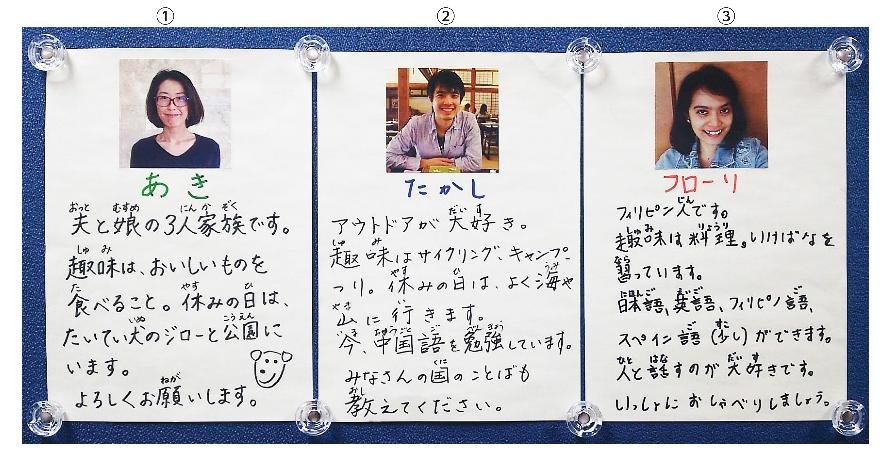 ①
②
③
あき
夫と娘の3人家族です。
趣味は、おいしいものを
食べること。休みの日は、
たいてい犬のジローと公園に
います。
よろしくお願いします。
たかし
アウトドアが大好き。
趣味はサイクリング、キャンプ、
つり。休みの日は、よく海や
山に行きます。
今、中国語を勉強しています。
みなさんの国のことばも
教えてください。
フローリ
フィリピン人です。
趣味は料理。いけばなを
習っています。
日本語、英語、フィリピノ語、
スペイン語(少し)ができます。
人と話すのが大好きです。
いっしょにおしゃべりしましょう。